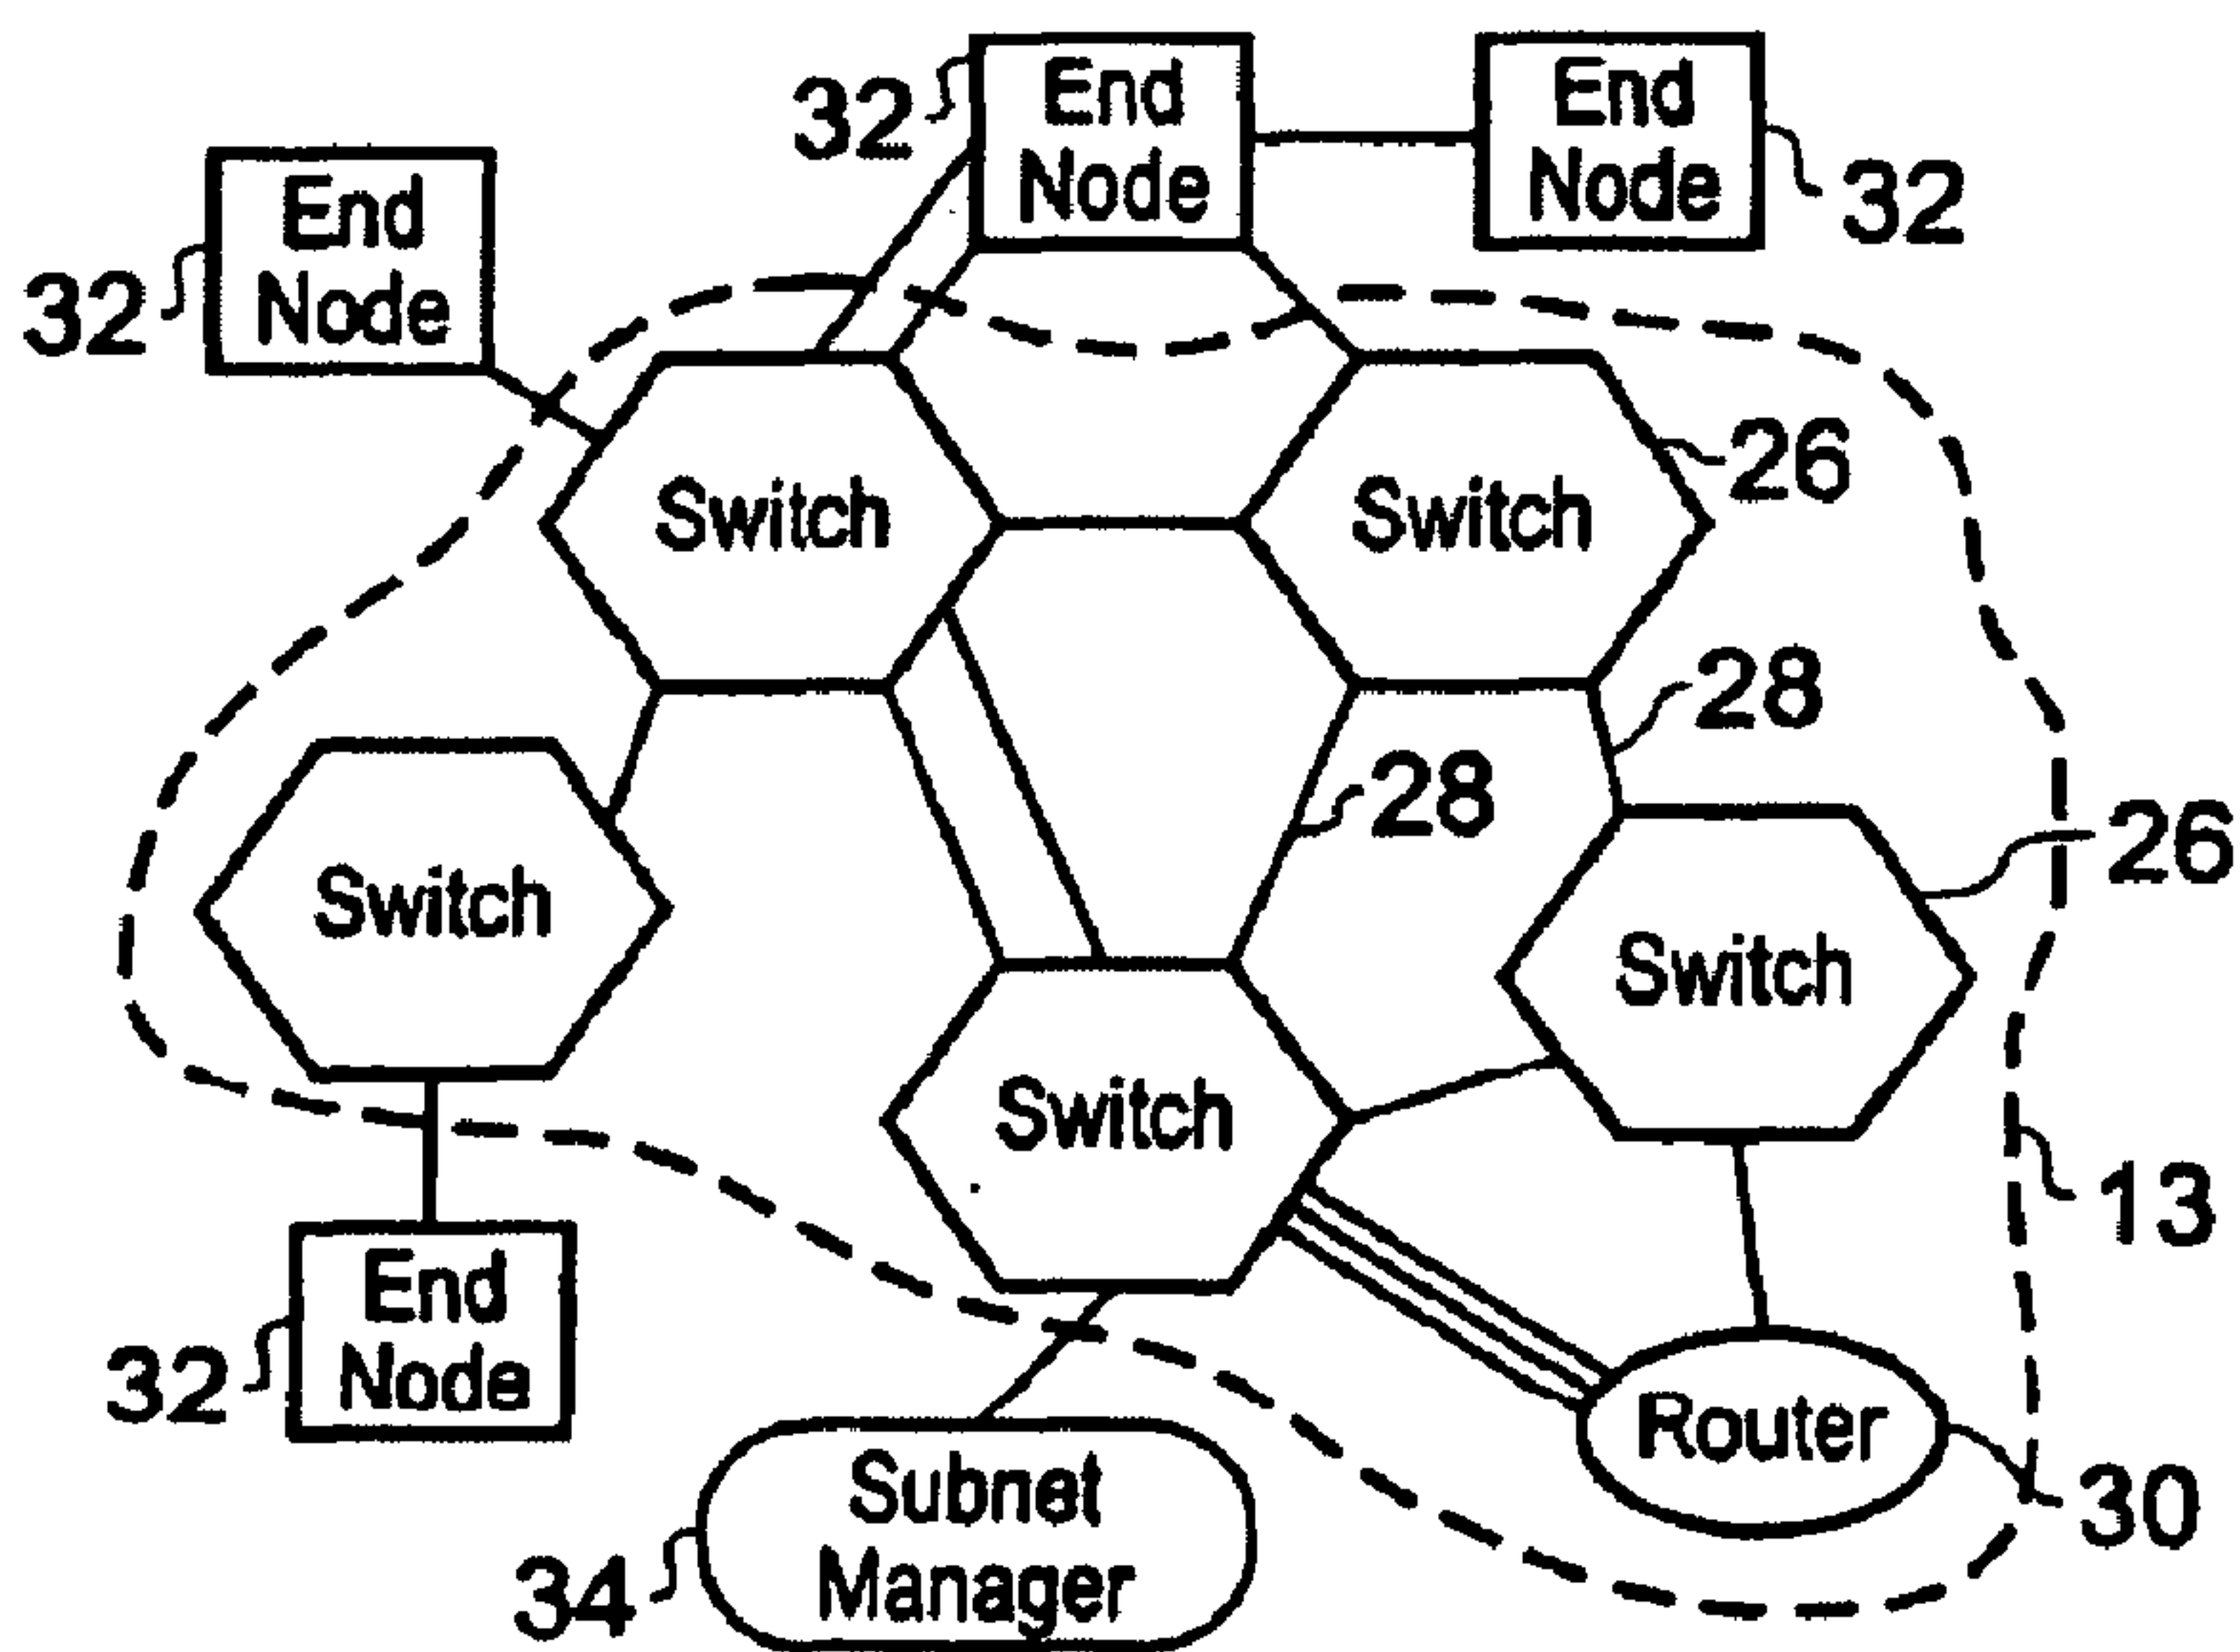 End
Node
32
End
Node
32
End
Node
32
Switch
Switch
26
28
28
26
Switch
Switch
Switch
13
End
Node
32
Router
30
Subnet
Manager
34